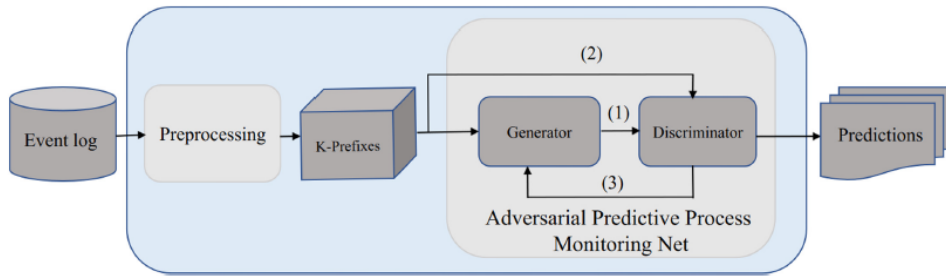 (2)
Event log
Preprocessing
K-Prefixes
Generator
(1)
Discriminator
Predictions
(3)
Adversarial Predictive Process
Monitoring Net